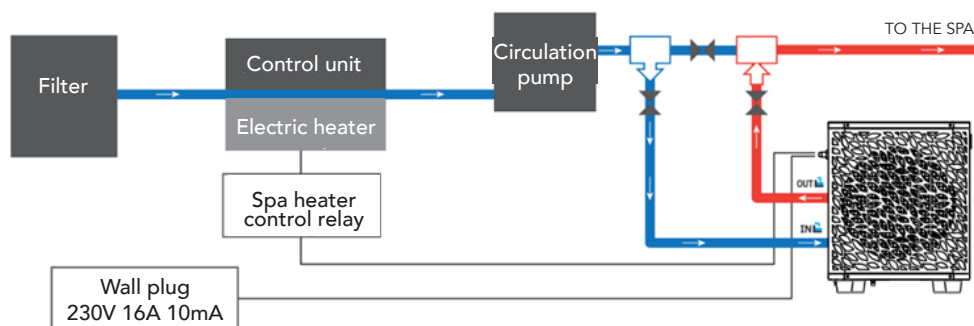 Filter
Control unit
Electric heater
Circulation
pump
TO THE SPA
Spa heater
control relay
OUT
IN
Wall plug
230V 16A 10mA